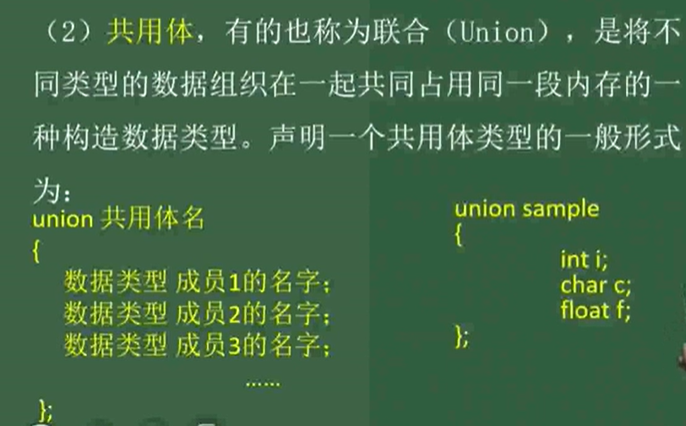 （2）共用体，有的也称为联合（Union），是将不
同类型的数据组织在一起共同占用同一段内存的一
种构造数据类型。声明一个共用体类型的一般形式
为：
union 共用体名
{
数据类型 成员1的名字；
数据类型 成员2的名字；
数据类型 成员3的名字；
……
};
union sample
{
int i;
char c;
float f;
};